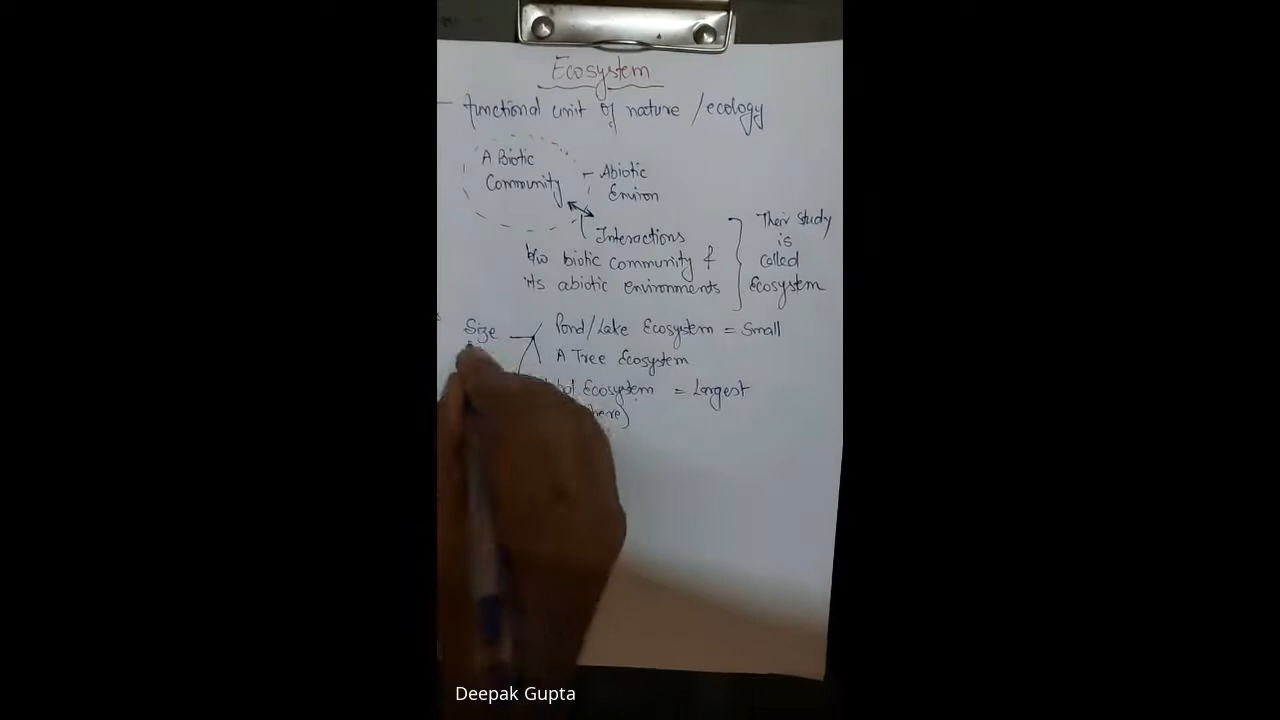 Ecosystem
functional unit of nature / ecology
A Biotic
Community
Abiotic
Environ
Interactions
b/w biotic community &
its abiotic environments
Their study
is
called
Ecosystem
Size
Pond/Lake Ecosystem = Small
A Tree Ecosystem
Ecosystem = Largest
Deepak Gupta